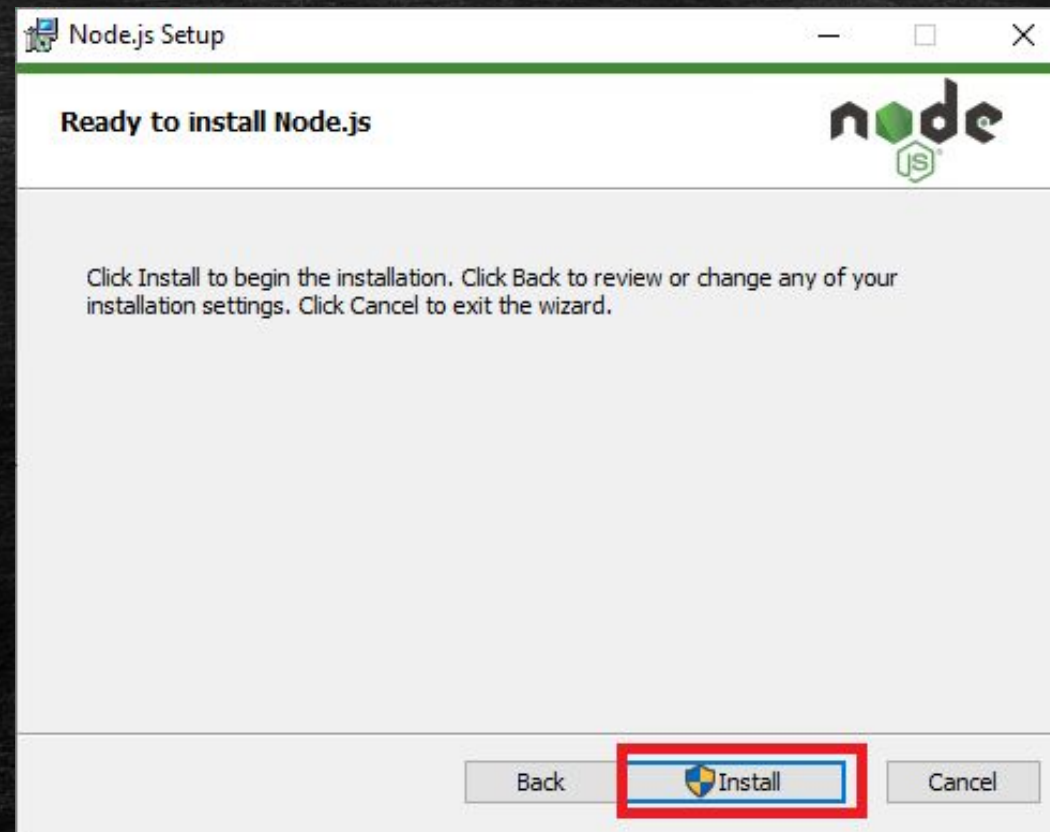 Node.js Setup
Ready to install Node.js
node
JS
Click Install to begin the installation. Click Back to review or change any of your
installation settings. Click Cancel to exit the wizard.
Back Install Cancel